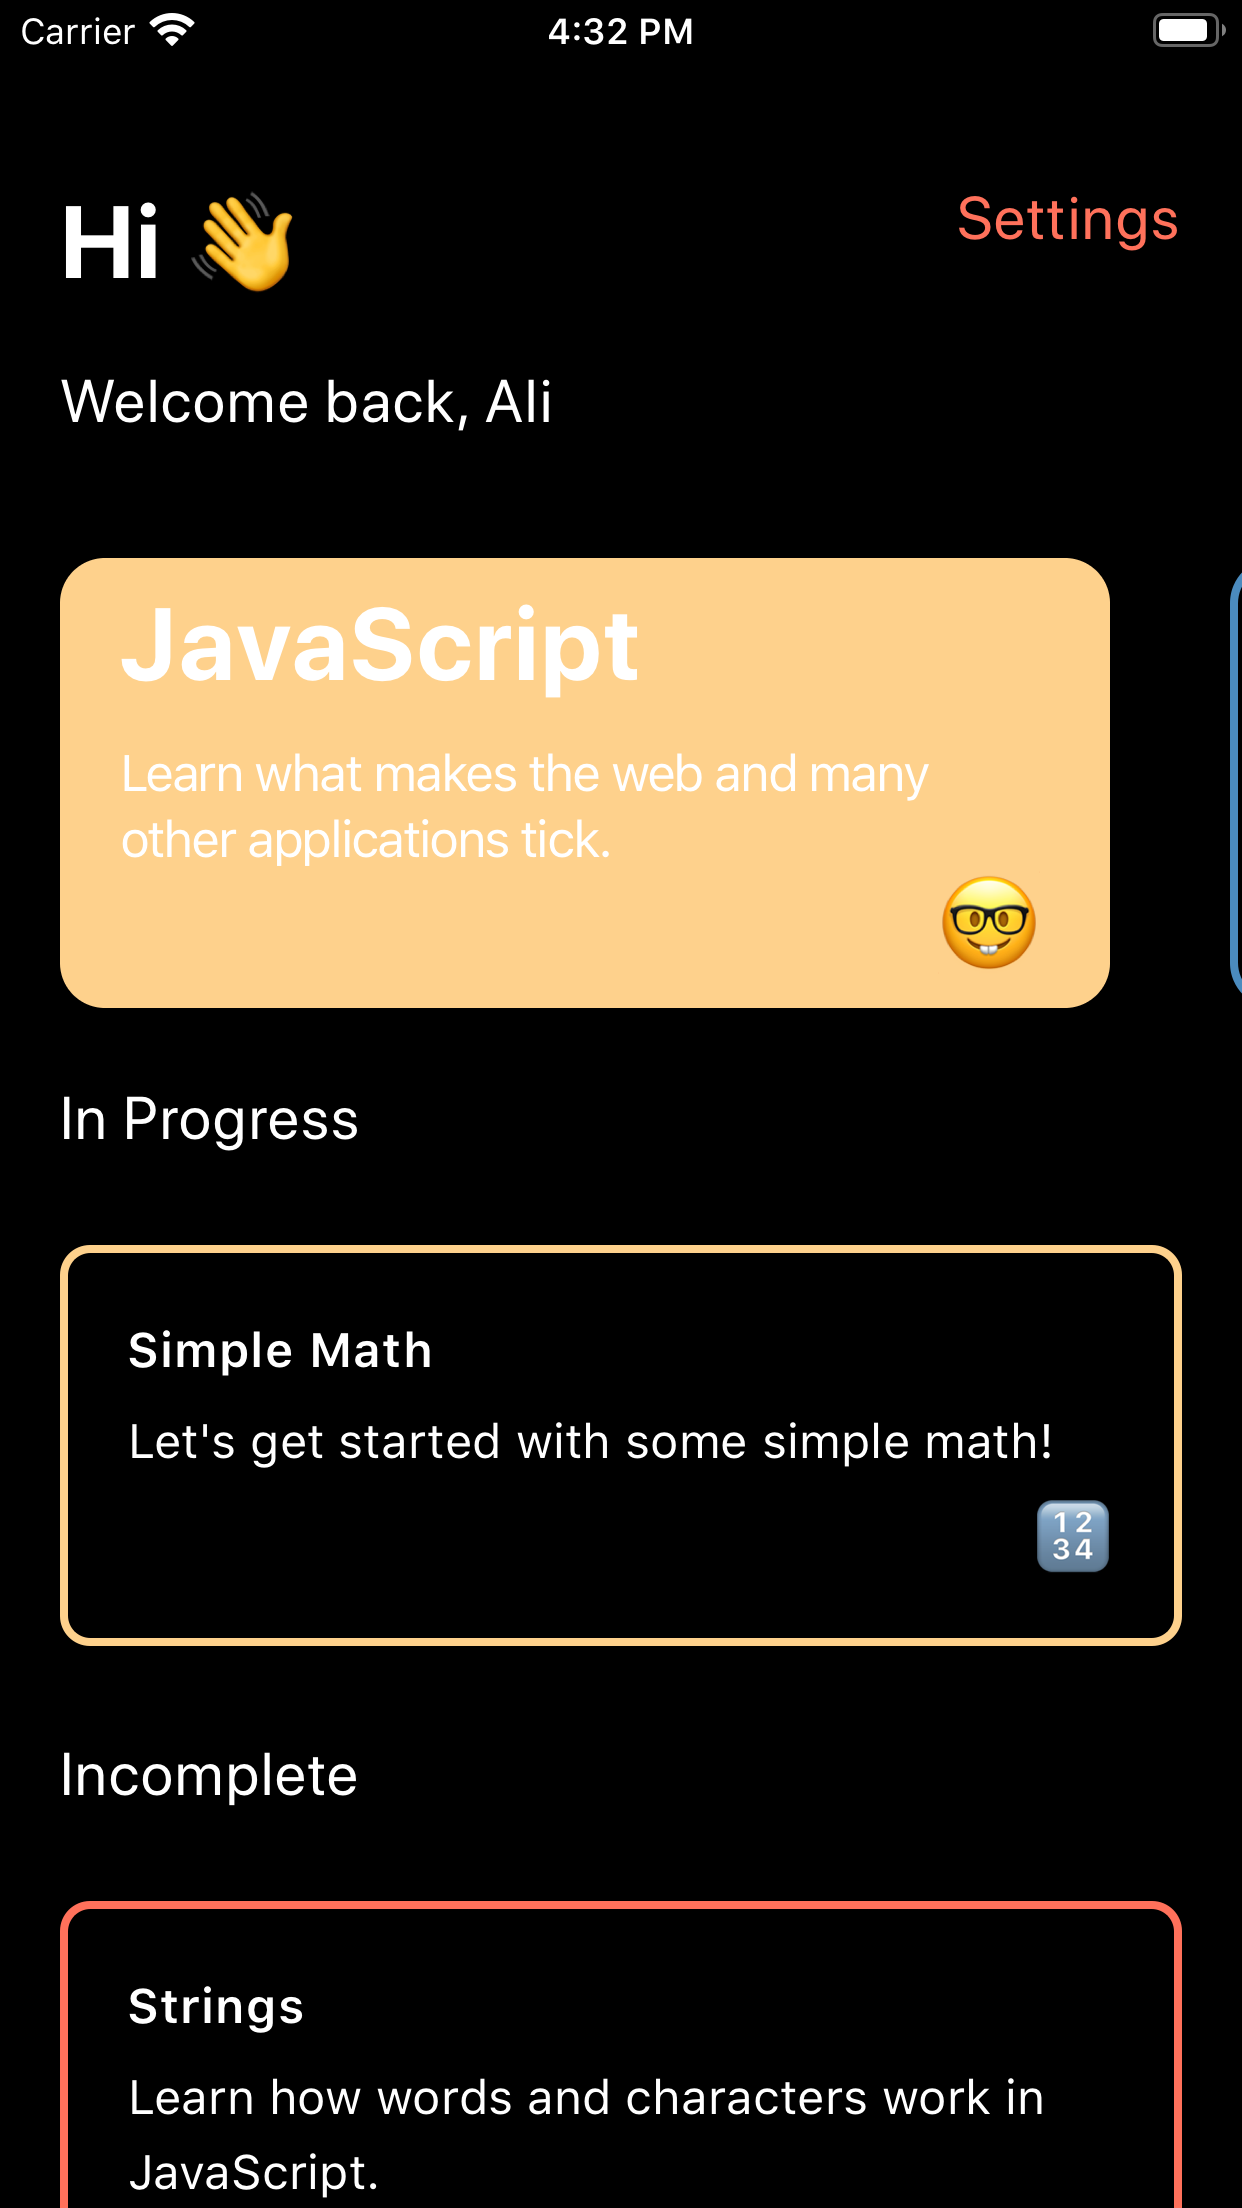 Carrier 4:32 PM
Hi 👋
Settings
Welcome back, Ali
JavaScript
Learn what makes the web and many
other applications tick.
🤓
In Progress
Simple Math
Let's get started with some simple math!
🔢
Incomplete
Strings
Learn how words and characters work in
JavaScript.